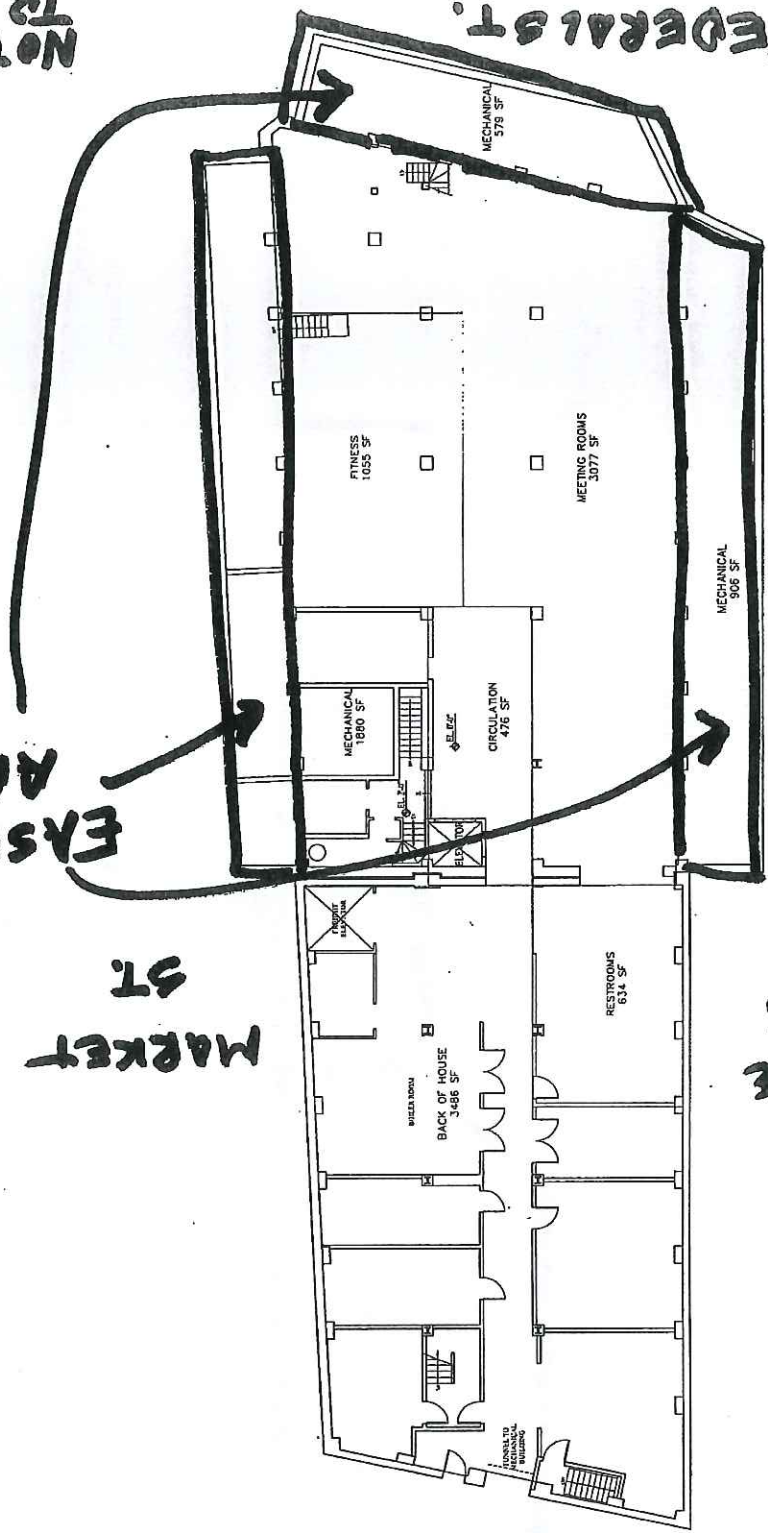 EDERAL ST.
MECHANICAL
579 SF
FITNESS
1055 SF
MEETING ROOMS
3077 SF
MECHANICAL
906 SF
MECHANICAL
1880 SF
CIRCULATION
476 SF
ELEVATOR
FREIGHT
ELEVATOR
RESTROOMS
634 SF
BOILER ROOM
BACK OF HOUSE
3486 SF
TUNNEL TO
MECHANICAL
BUILDING
MARKET
ST.